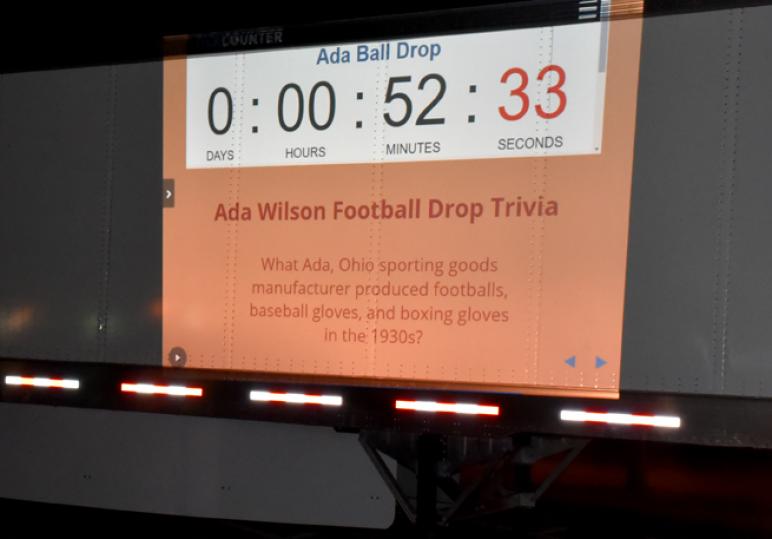 COUNTER
Ada Ball Drop
0 : 00 : 52 : 33
DAYS HOURS MINUTES SECONDS
Ada Wilson Football Drop Trivia
What Ada, Ohio sporting goods
manufacturer produced footballs,
baseball gloves, and boxing gloves
in the 1930s?